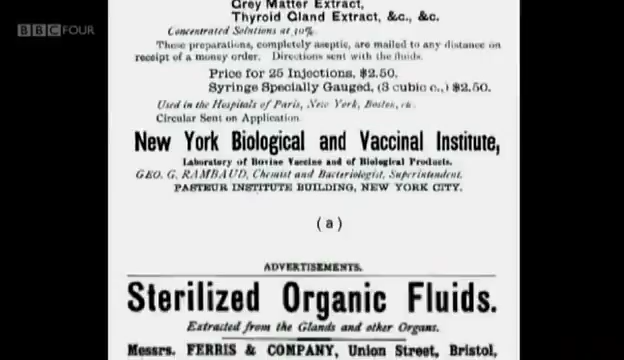 BBC FOUR
Grey Matter Extract,
Thyroid Gland Extract, &c., &c.
Concentrated Solutions at 10%
These preparations, completely aseptic, are mailed to any distance on
receipt of a money order. Directions sent with the fluids.
Price for 25 Injections, $2.50.
Syringe Specially Gauged, (3 cubic c.,) $2.50.
Used in the Hospitals of Paris, New York, Boston, etc.
Circular Sent on Application.
New York Biological and Vaccinal Institute,
Laboratory of Bovine Vaccine and of Biological Products.
GEO. G. RAMBAUD, Chemist and Bacteriologist, Superintendent.
PASTEUR INSTITUTE BUILDING, NEW YORK CITY.
(a)
ADVERTISEMENTS.
Sterilized Organic Fluids.
Extracted from the Glands and other Organs.
Messrs. FERRIS & COMPANY, Union Street, Bristol,